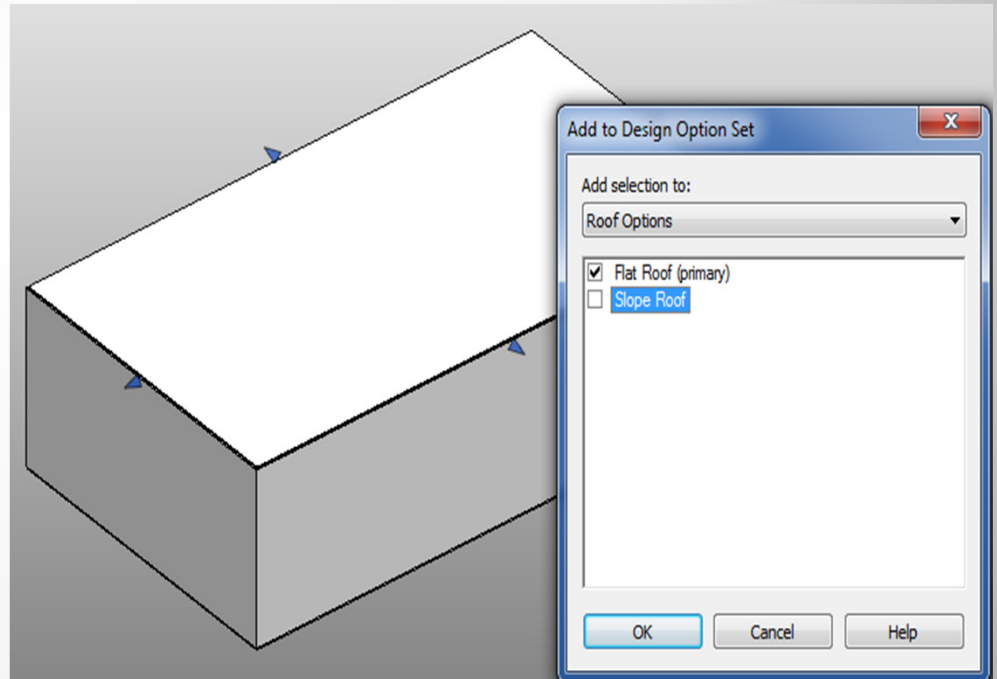 Add to Design Option Set
X
Add selection to:
Roof Options
Flat Roof (primary)
Slope Roof
OK Cancel Help